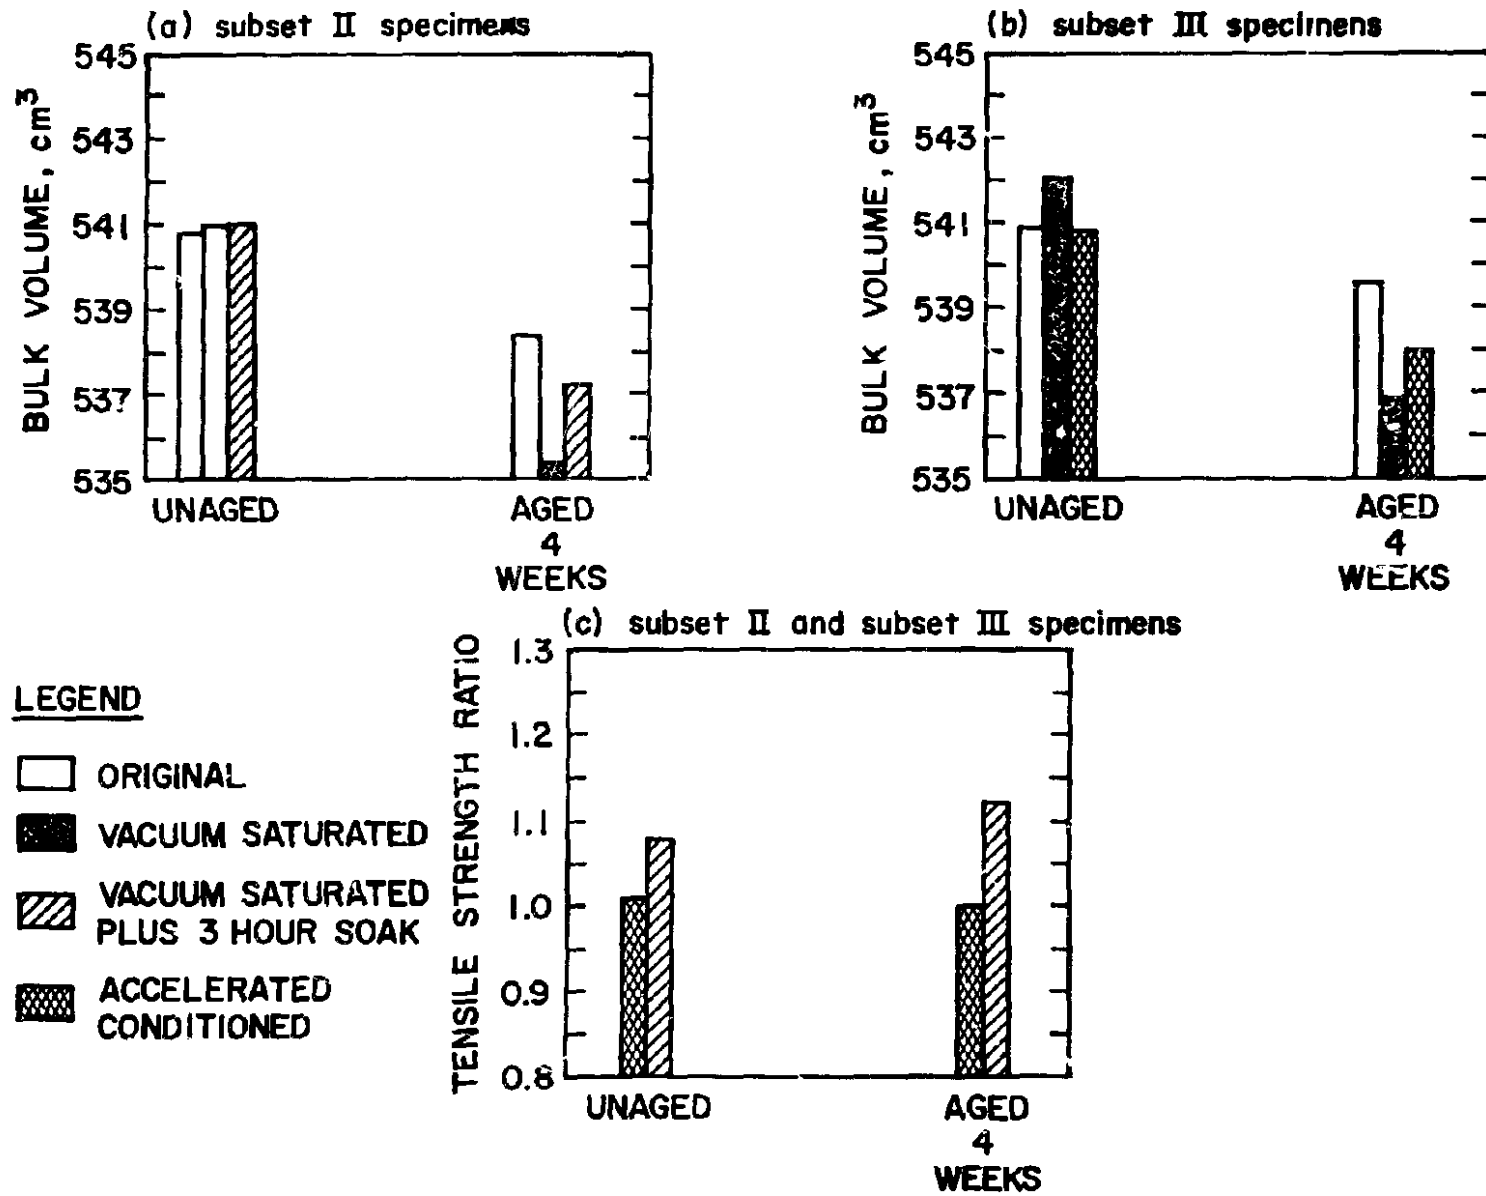 (a) subset II specimens
545
543
541
539
537
535
BULK VOLUME, cm³
UNAGED
AGED
4
WEEKS
(b) subset III specimens
545
543
541
539
537
535
BULK VOLUME, cm³
UNAGED
AGED
4
WEEKS
(c) subset II and subset III specimens
1.3
1.2
1.1
1.0
0.9
0.8
TENSILE STRENGTH RATIO
UNAGED
AGED
4
WEEKS
LEGEND
ORIGINAL
VACUUM SATURATED
VACUUM SATURATED
PLUS 3 HOUR SOAK
ACCELERATED
CONDITIONED